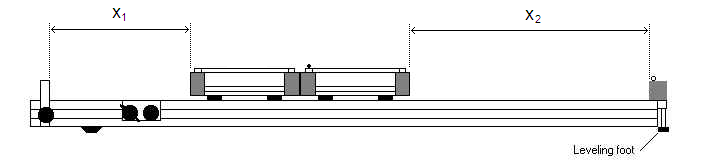 X₁
X₂
Leveling foot